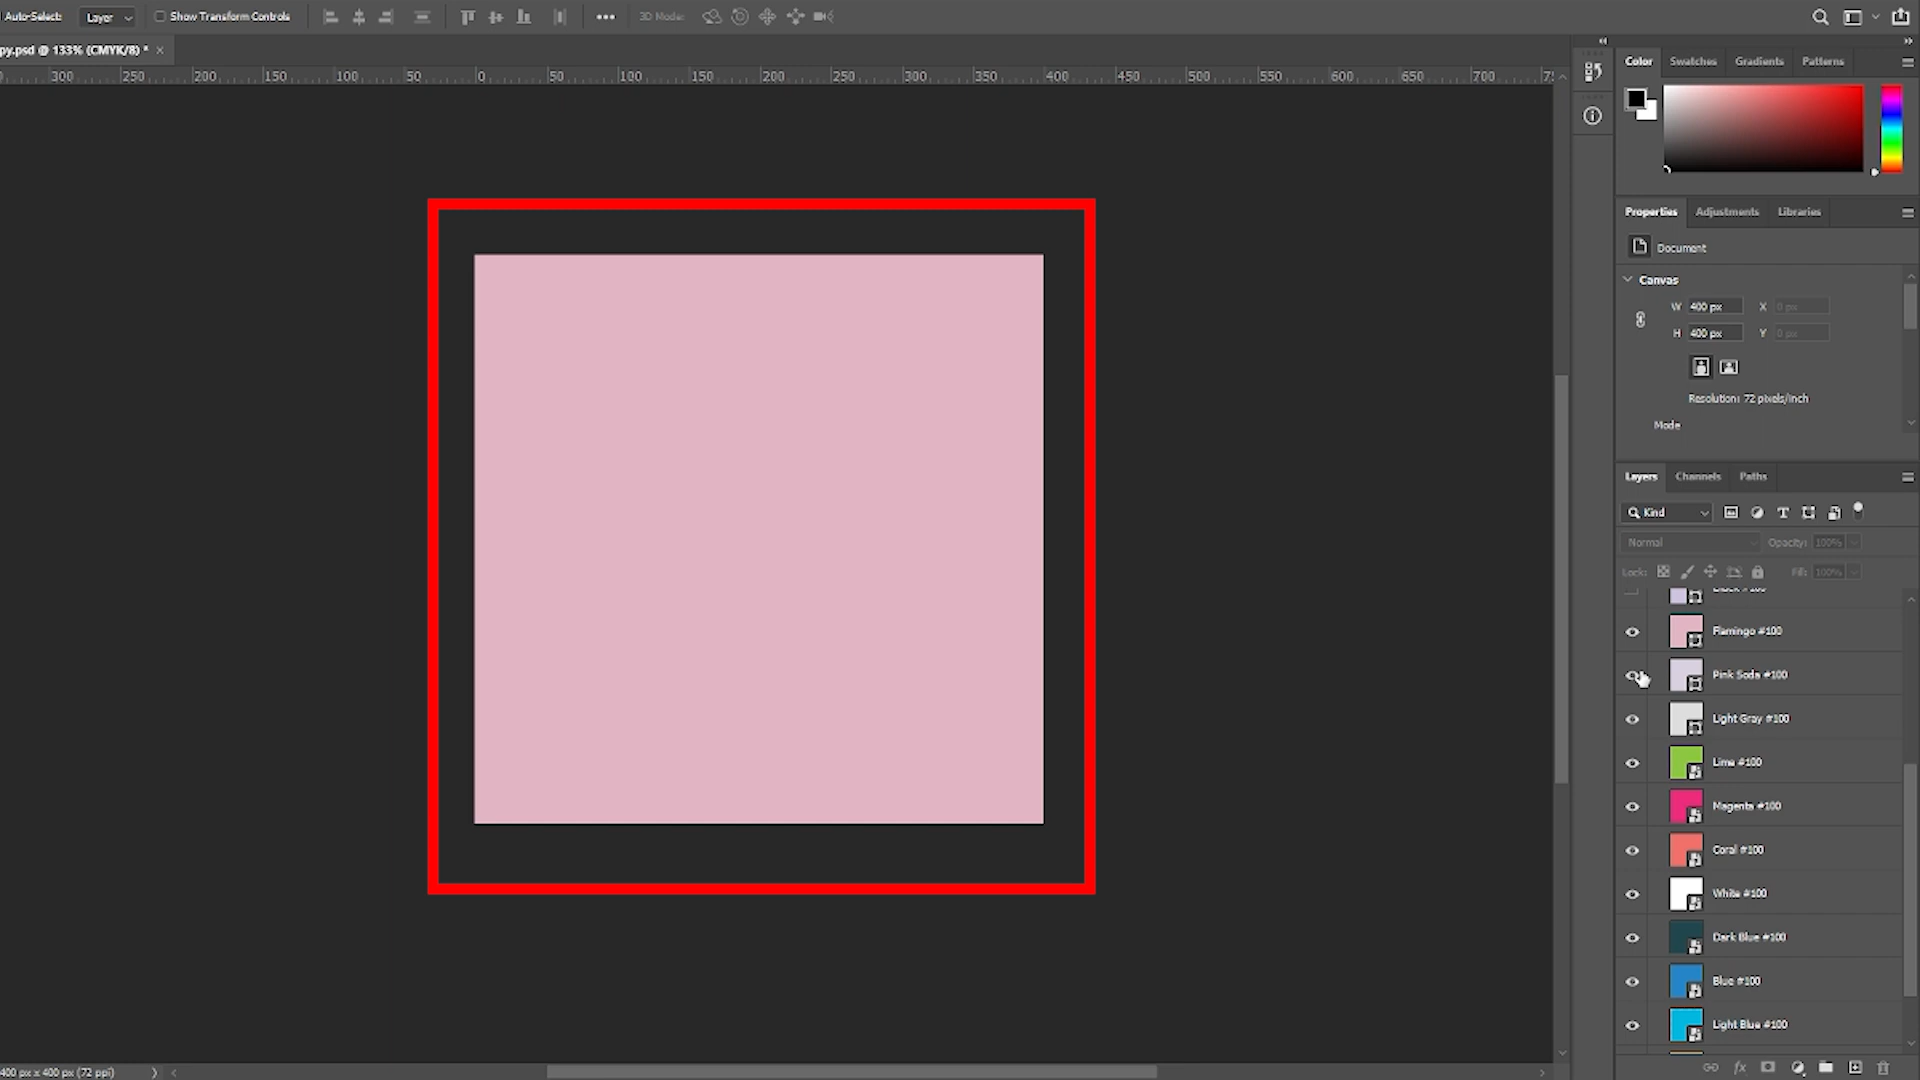 Auto-Select:
Layer
Show Transform Controls
3D Mode:
py.psd @ 133% (CMYK/8) *
300 250 200 150 100 50 0 50 100 150 200 250 300 350 400 450 500 550 600 650 700
Color Swatches Gradients Patterns
Properties Adjustments Libraries
Document
Canvas
W 400 px X 0 px
H 400 px Y 0 px
Resolution: 72 pixels/inch
Mode
Layers Channels Paths
Kind
Normal Opacity: 100%
Lock: Fill: 100%
Flamingo #100
Pink Soda #100
Light Gray #100
Lime #100
Magenta #100
Coral #100
White #100
Dark Blue #100
Blue #100
Light Blue #100
400 px x 400 px (72 ppi)